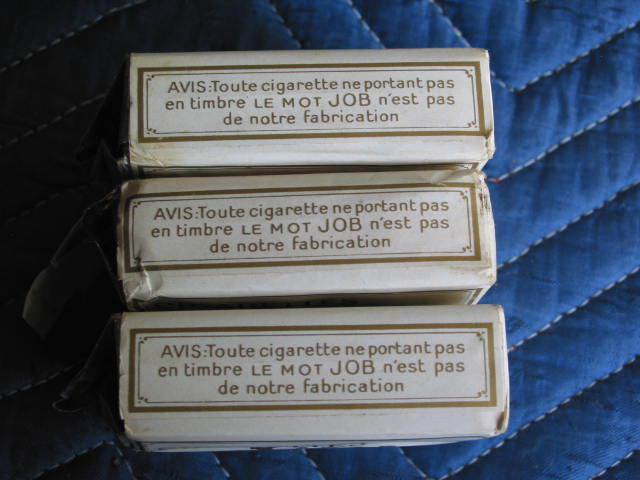 AVIS:Toute cigarette ne portant pas
en timbre LE MOT JOB n'est pas
de notre fabrication
AVIS:Toute cigarette ne portant pas
en timbre LE MOT JOB n'est pas
de notre fabrication
AVIS:Toute cigarette ne portant pas
en timbre LE MOT JOB n'est pas
de notre fabrication